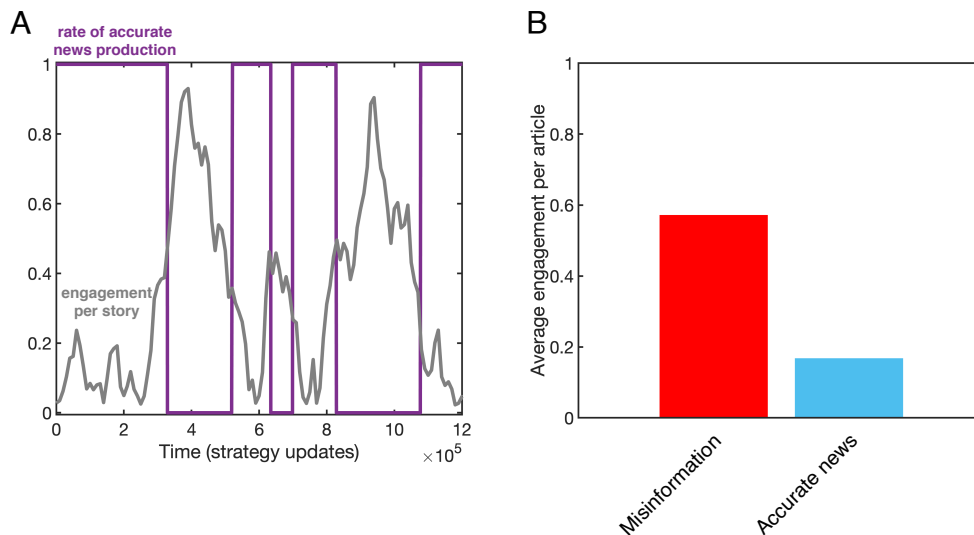 A
rate of accurate
news production
1
0.8
0.6
0.4
0.2
0
engagement
per story
0
2
4
6
8
10
12
Time (strategy updates)
×10⁵
B
Average engagement per article
1
0.8
0.6
0.4
0.2
0
Misinformation
Accurate news